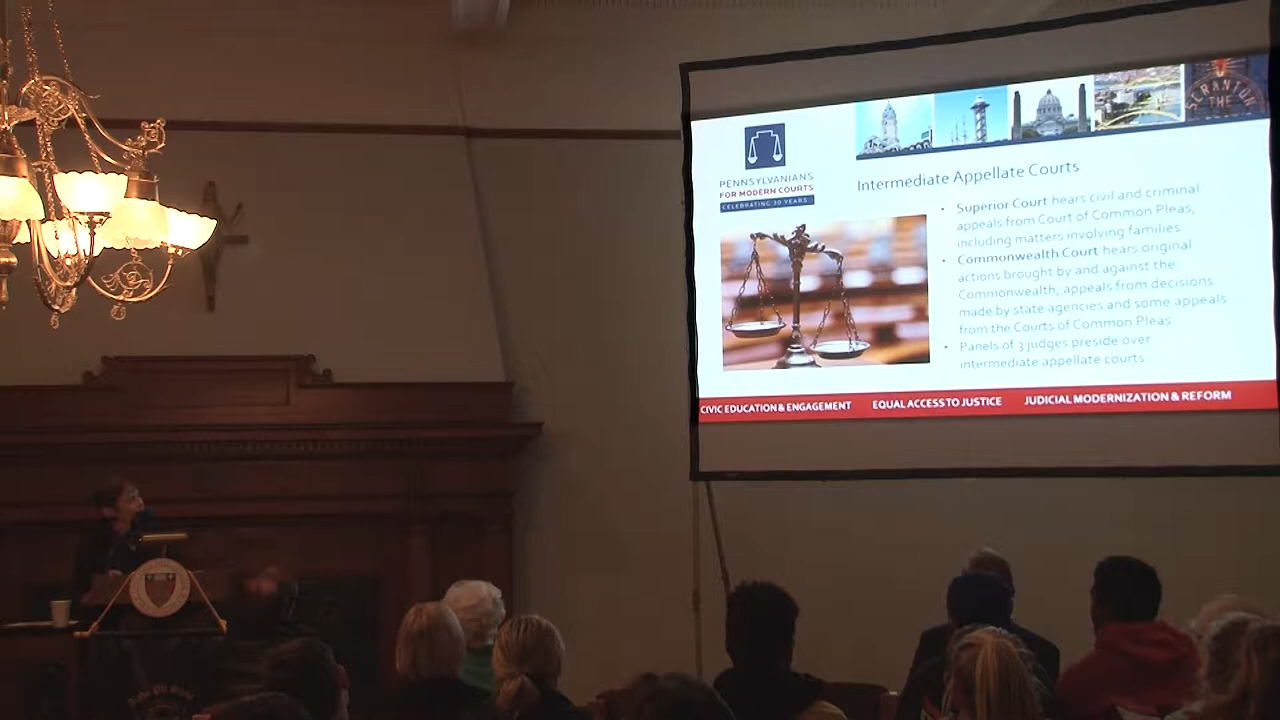 SCRANTON
THE
PENNSYLVANIANS
FOR MODERN COURTS
CELEBRATING 30 YEARS
Intermediate Appellate Courts
• Superior Court hears civil and criminal
appeals from Court of Common Pleas,
including matters involving families
• Commonwealth Court hears original
actions brought by and against the
Commonwealth, appeals from decisions
made by state agencies and some appeals
from the Courts of Common Pleas
• Panels of 3 judges preside over
intermediate appellate courts
CIVIC EDUCATION & ENGAGEMENT EQUAL ACCESS TO JUSTICE JUDICIAL MODERNIZATION & REFORM